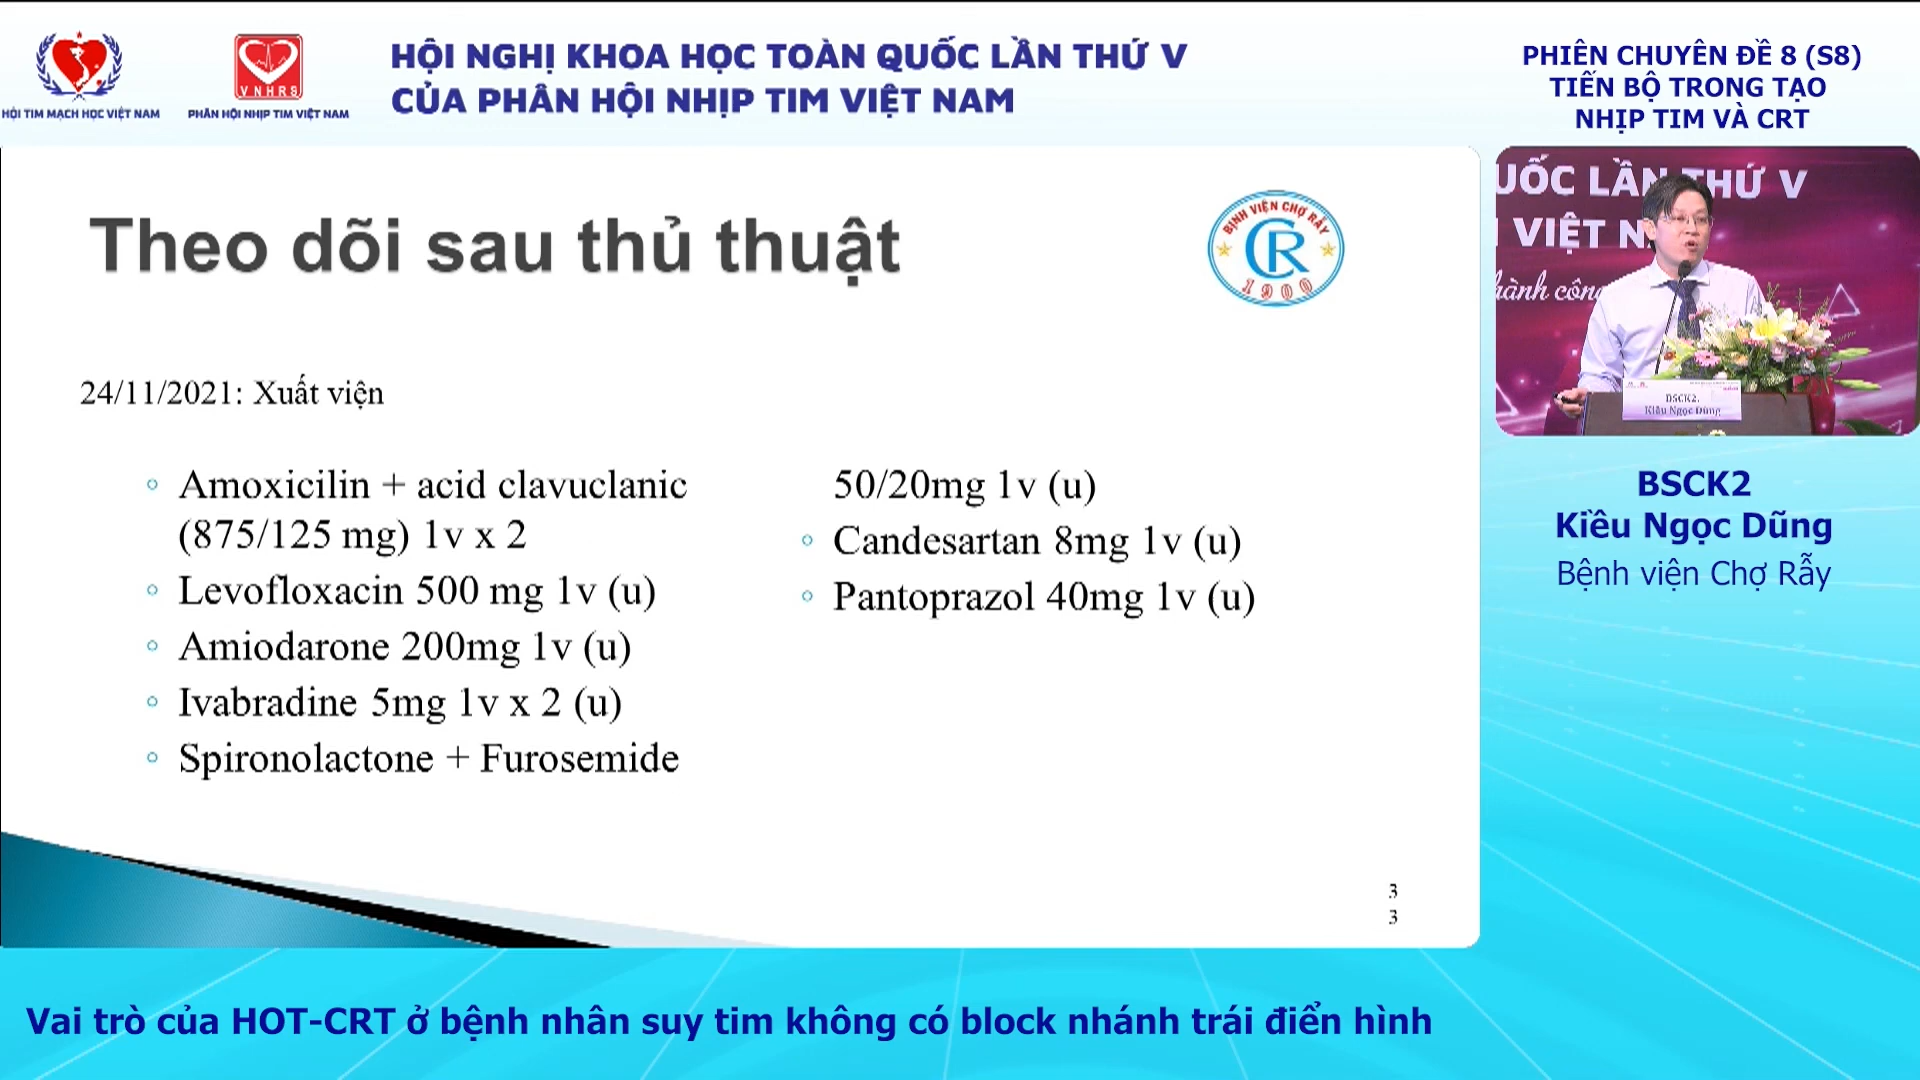 HỘI TIM MẠCH HỌC VIỆT NAM
VNHRS
PHÂN HỘI NHỊP TIM VIỆT NAM
HỘI NGHỊ KHOA HỌC TOÀN QUỐC LẦN THỨ V
CỦA PHÂN HỘI NHỊP TIM VIỆT NAM
PHIÊN CHUYÊN ĐỀ 8 (S8)
TIẾN BỘ TRONG TẠO
NHỊP TIM VÀ CRT
Theo dõi sau thủ thuật
BỆNH VIỆN CHỢ RẪY
CR
1900
24/11/2021: Xuất viện
Amoxicilin + acid clavuclanic
(875/125 mg) 1v x 2
Levofloxacin 500 mg 1v (u)
Amiodarone 200mg 1v (u)
Ivabradine 5mg 1v x 2 (u)
Spironolactone + Furosemide
50/20mg 1v (u)
Candesartan 8mg 1v (u)
Pantoprazol 40mg 1v (u)
3
3
UỐC LẦN THỨ V
VIỆT N
hành công
BSCK2.
Kiều Ngọc Dũng
BSCK2
Kiều Ngọc Dũng
Bệnh viện Chợ Rẫy
Vai trò của HOT-CRT ở bệnh nhân suy tim không có block nhánh trái điển hình